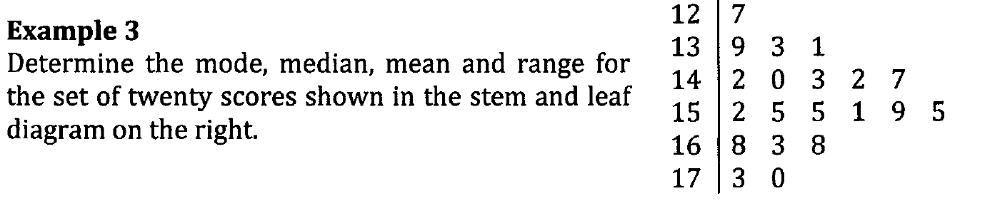 Example 3
Determine the mode, median, mean and range for
the set of twenty scores shown in the stem and leaf
diagram on the right.
12 | 7
13 | 9 3 1
14 | 2 0 3 2 7
15 | 2 5 5 1 9 5
16 | 8 3 8
17 | 3 0